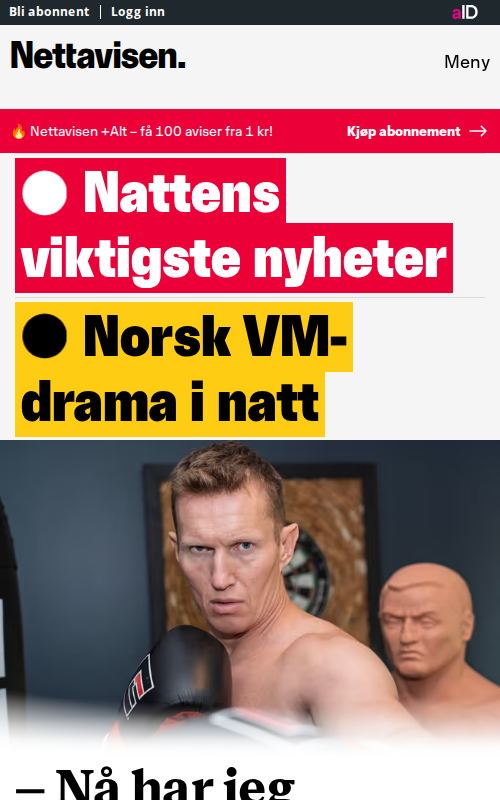 Bli abonnent | Logg inn
aID
Nettavisen.
Meny
🔥 Nettavisen +Alt – få 100 aviser fra 1 kr!
Kjøp abonnement →
Nattens
viktigste nyheter
Norsk VM-
drama i natt
– Nå har jeg